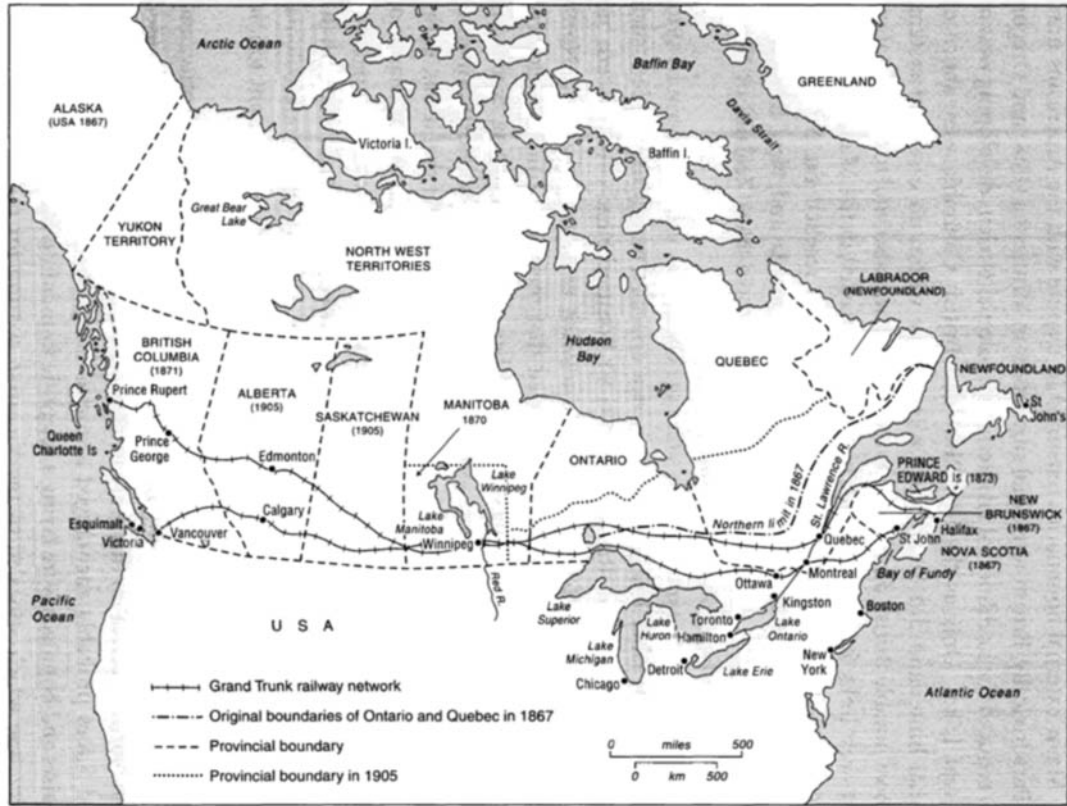 Arctic Ocean
Baffin Bay
GREENLAND
ALASKA
(USA 1867)
Davis Strait
Victoria I.
Baffin I.
Great Bear
Lake
YUKON
TERRITORY
NORTH WEST
TERRITORIES
LABRADOR
(NEWFOUNDLAND)
BRITISH
COLUMBIA
(1871)
Hudson
Bay
QUEBEC
NEWFOUNDLAND
Prince Rupert
ALBERTA
(1905)
SASKATCHEWAN
(1905)
MANITOBA
1870
St
John's
Queen
Charlotte Is
Prince
George
Edmonton
ONTARIO
Lake
Winnipeg
PRINCE
EDWARD Is (1873)
St Lawrence R.
Northern limit in 1867
NEW
BRUNSWICK
(1867)
Esquimalt
Victoria
Vancouver
Calgary
Lake
Manitoba
Winnipeg
Quebec
St John
Halifax
NOVA SCOTIA
(1867)
Montreal
Bay of Fundy
Red R.
Ottawa
Kingston
Pacific
Ocean
Lake
Superior
Toronto
Hamilton
Lake
Huron
Lake
Ontario
Boston
U S A
Lake
Michigan
Detroit
Lake Erie
New
York
Chicago
Atlantic Ocean
Grand Trunk railway network
Original boundaries of Ontario and Quebec in 1867
Provincial boundary
Provincial boundary in 1905
0 miles 500
0 km 500